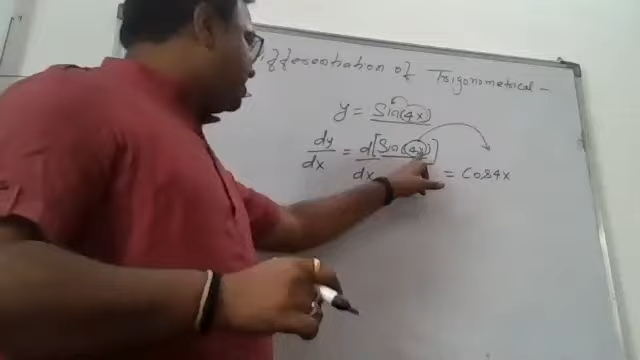 Differentiation of Trigonometrical -
y = Sin(4x)
dy/dx = d[Sin(4x)]/dx
= Cos4x